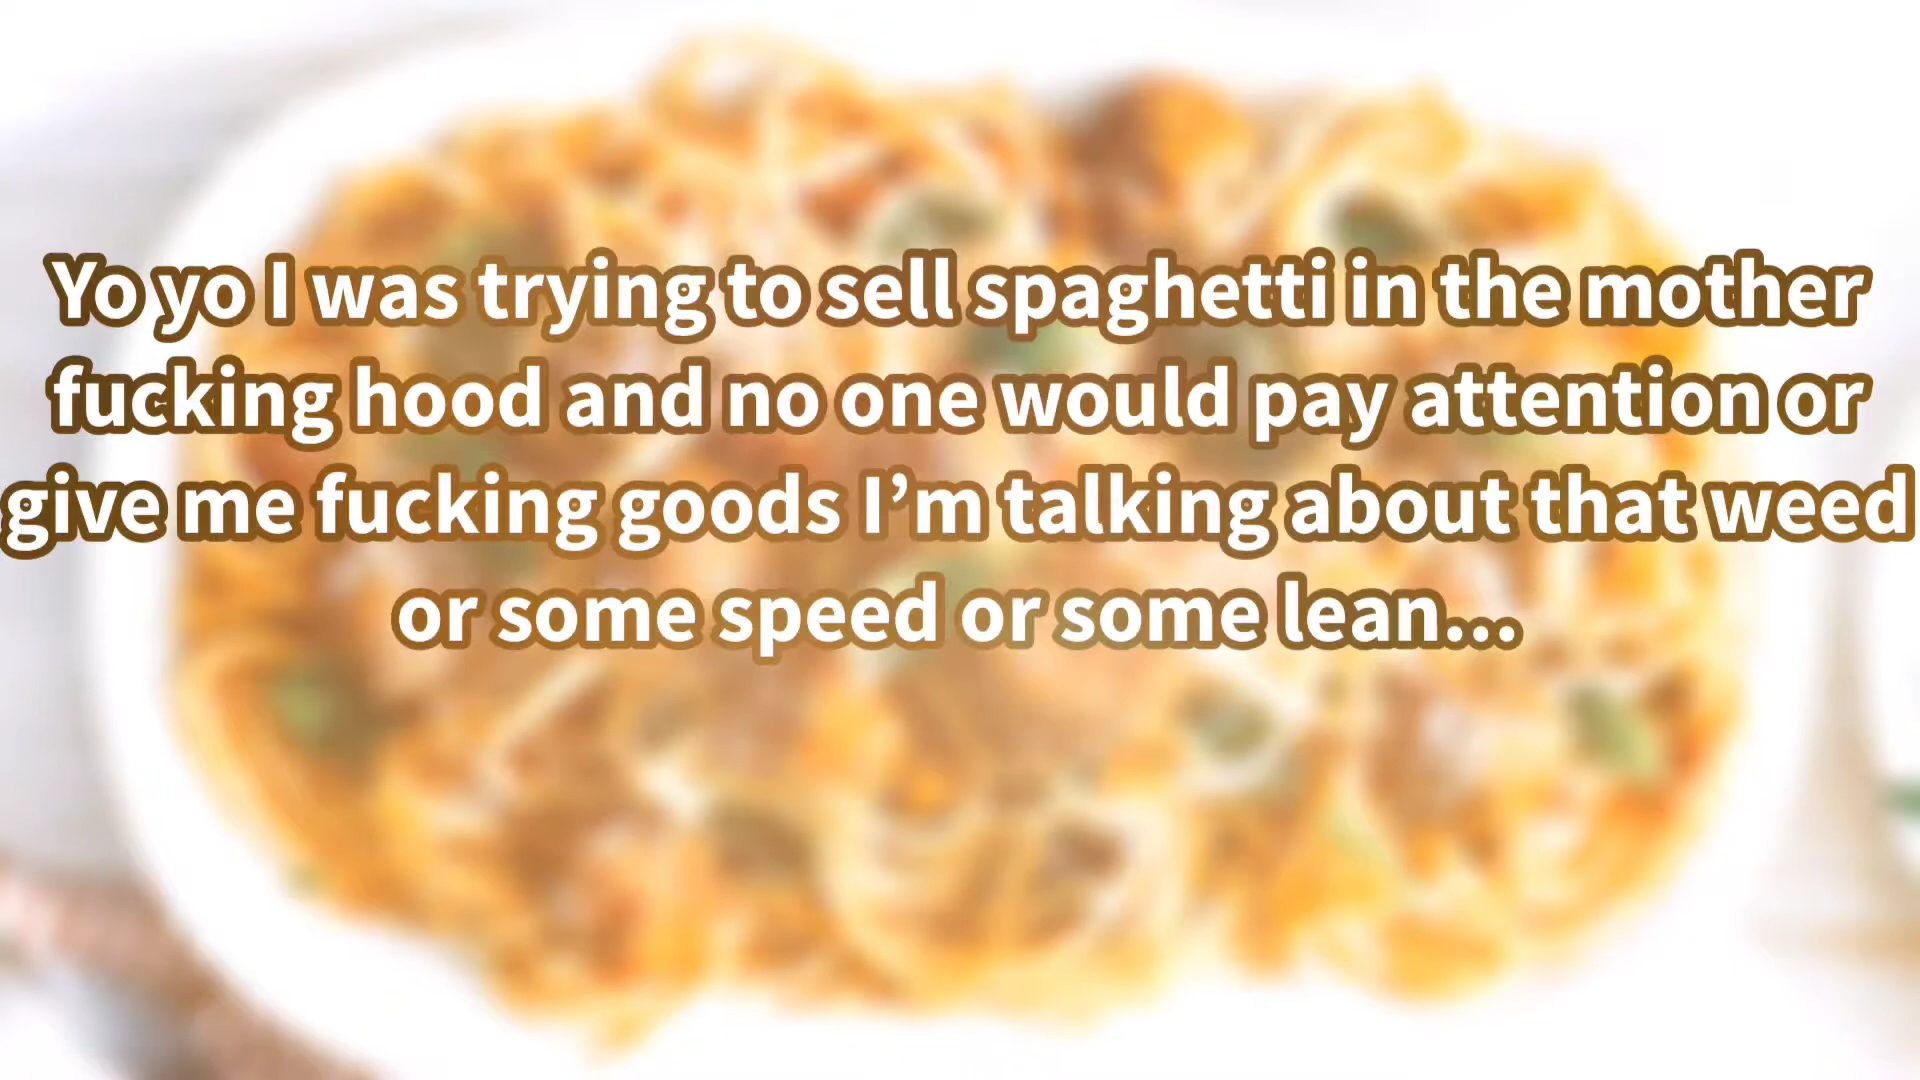 Yo yo I was trying to sell spaghetti in the mother
fucking hood and no one would pay attention or
give me fucking goods I’m talking about that weed
or some speed or some lean...